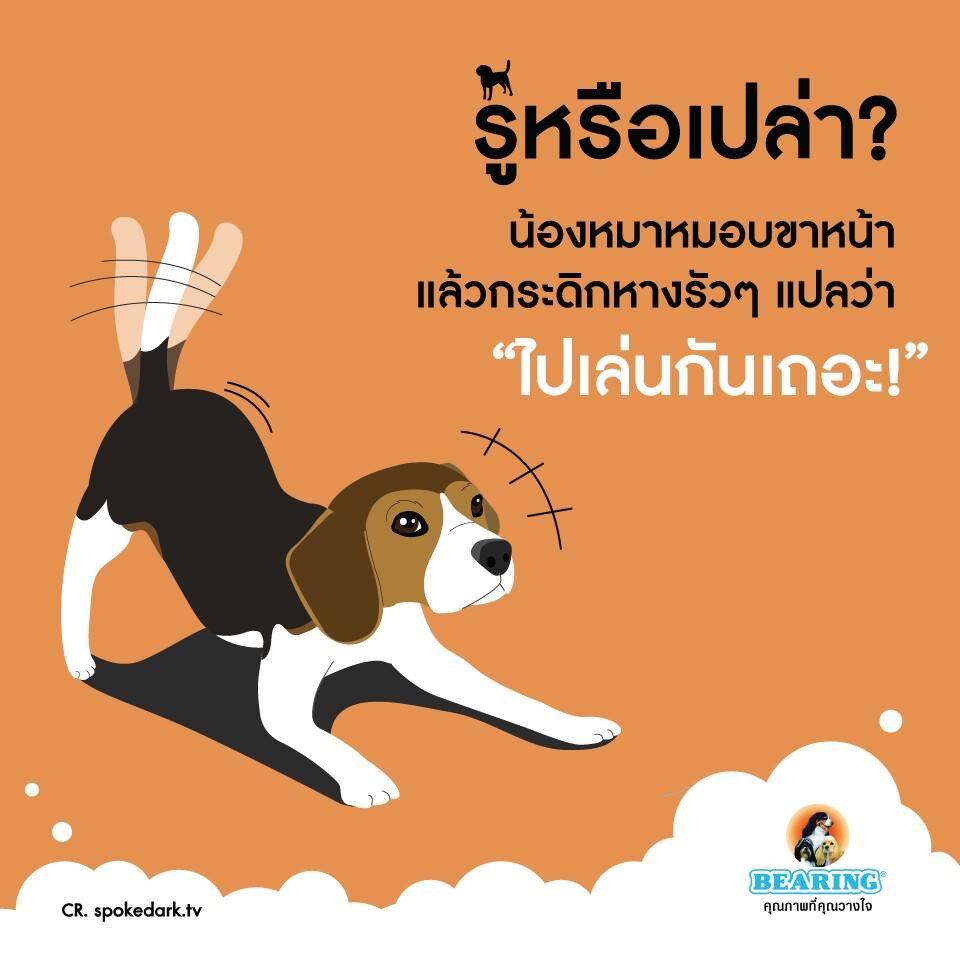 รู้หรือเปล่า?
น้องหมาหมอบขาหน้า
แล้วกระดิกหางรัวๆ แปลว่า
“ไปเล่นกันเถอะ!”
BEARING®
คุณภาพที่คุณวางใจ
CR. spokedark.tv